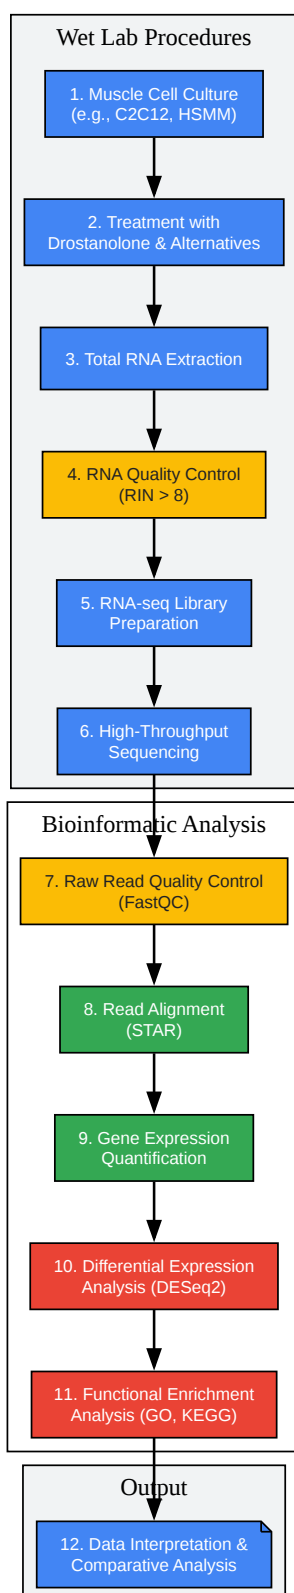 Wet Lab Procedures
1. Muscle Cell Culture
(e.g., C2C12, HSMM)
2. Treatment with
Drostanolone & Alternatives
3. Total RNA Extraction
4. RNA Quality Control
(RIN > 8)
5. RNA-seq Library
Preparation
6. High-Throughput
Sequencing
Bioinformatic Analysis
7. Raw Read Quality Control
(FastQC)
8. Read Alignment
(STAR)
9. Gene Expression
Quantification
10. Differential Expression
Analysis (DESeq2)
11. Functional Enrichment
Analysis (GO, KEGG)
Output
12. Data Interpretation &
Comparative Analysis